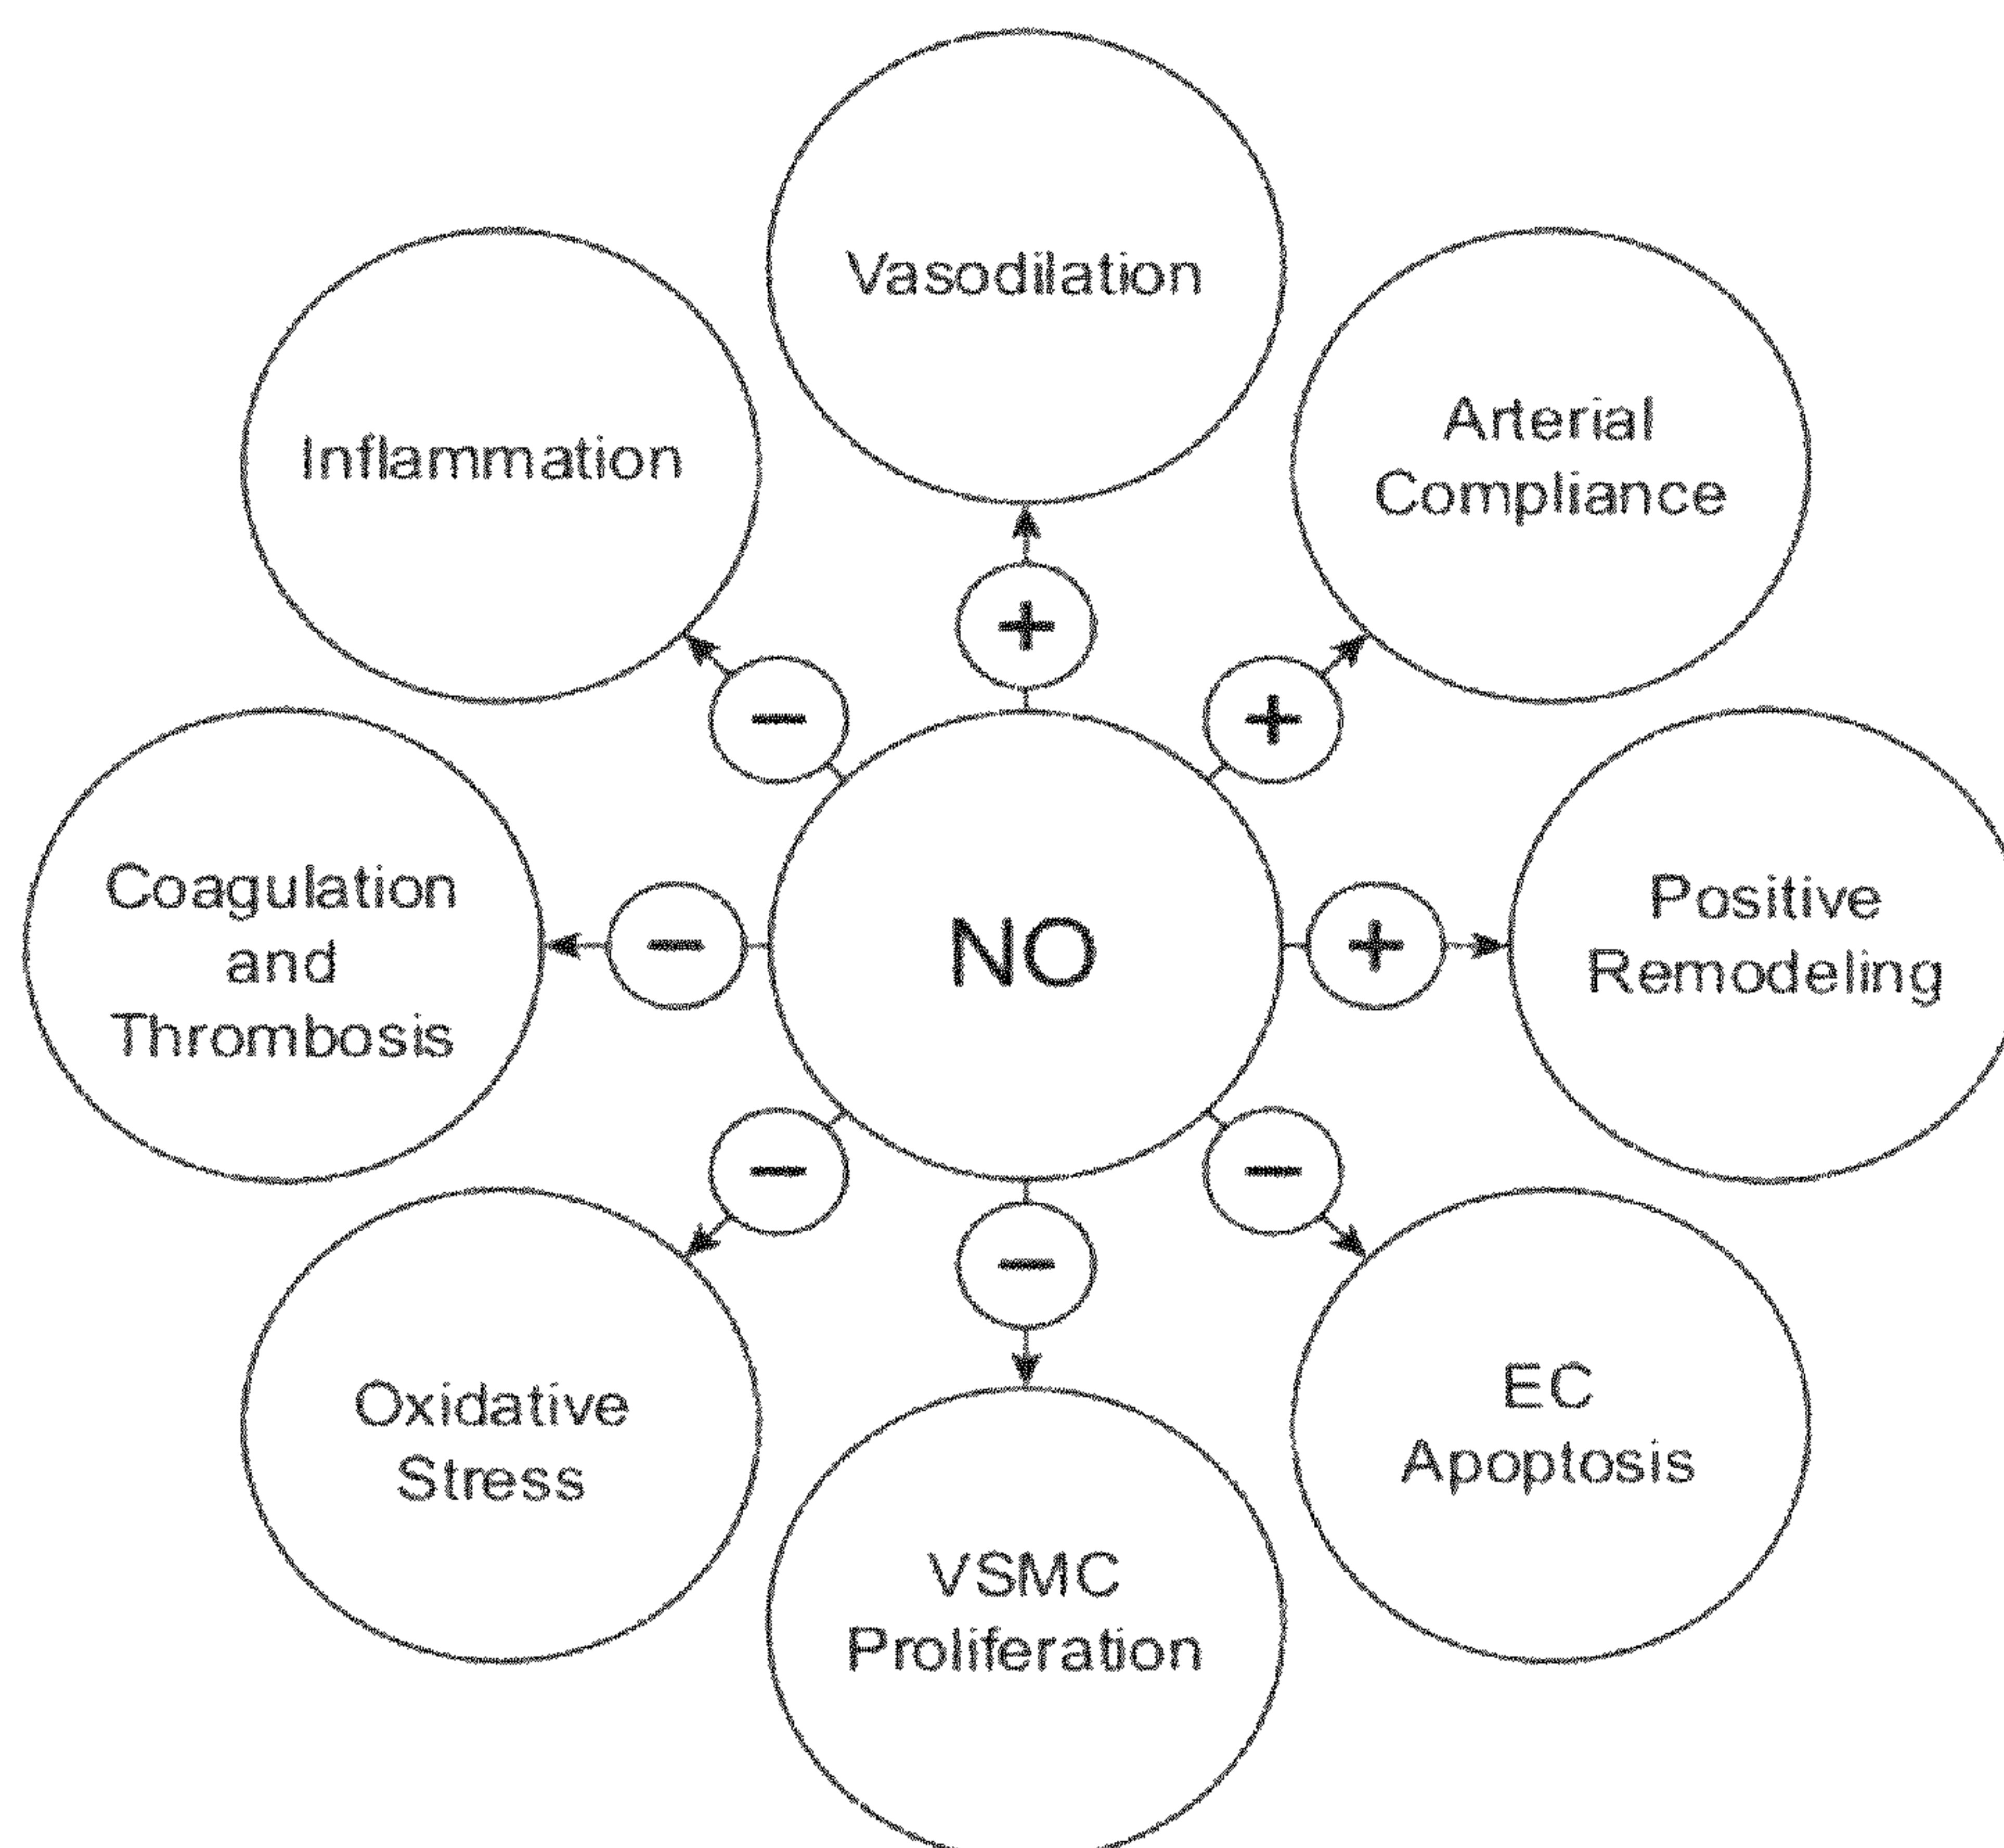 Vasodilation
Arterial
Compliance
Inflammation
+
−
+
Positive
Remodeling
Coagulation
and
Thrombosis
−
NO
+
−
−
−
EC
Apoptosis
Oxidative
Stress
VSMC
Proliferation